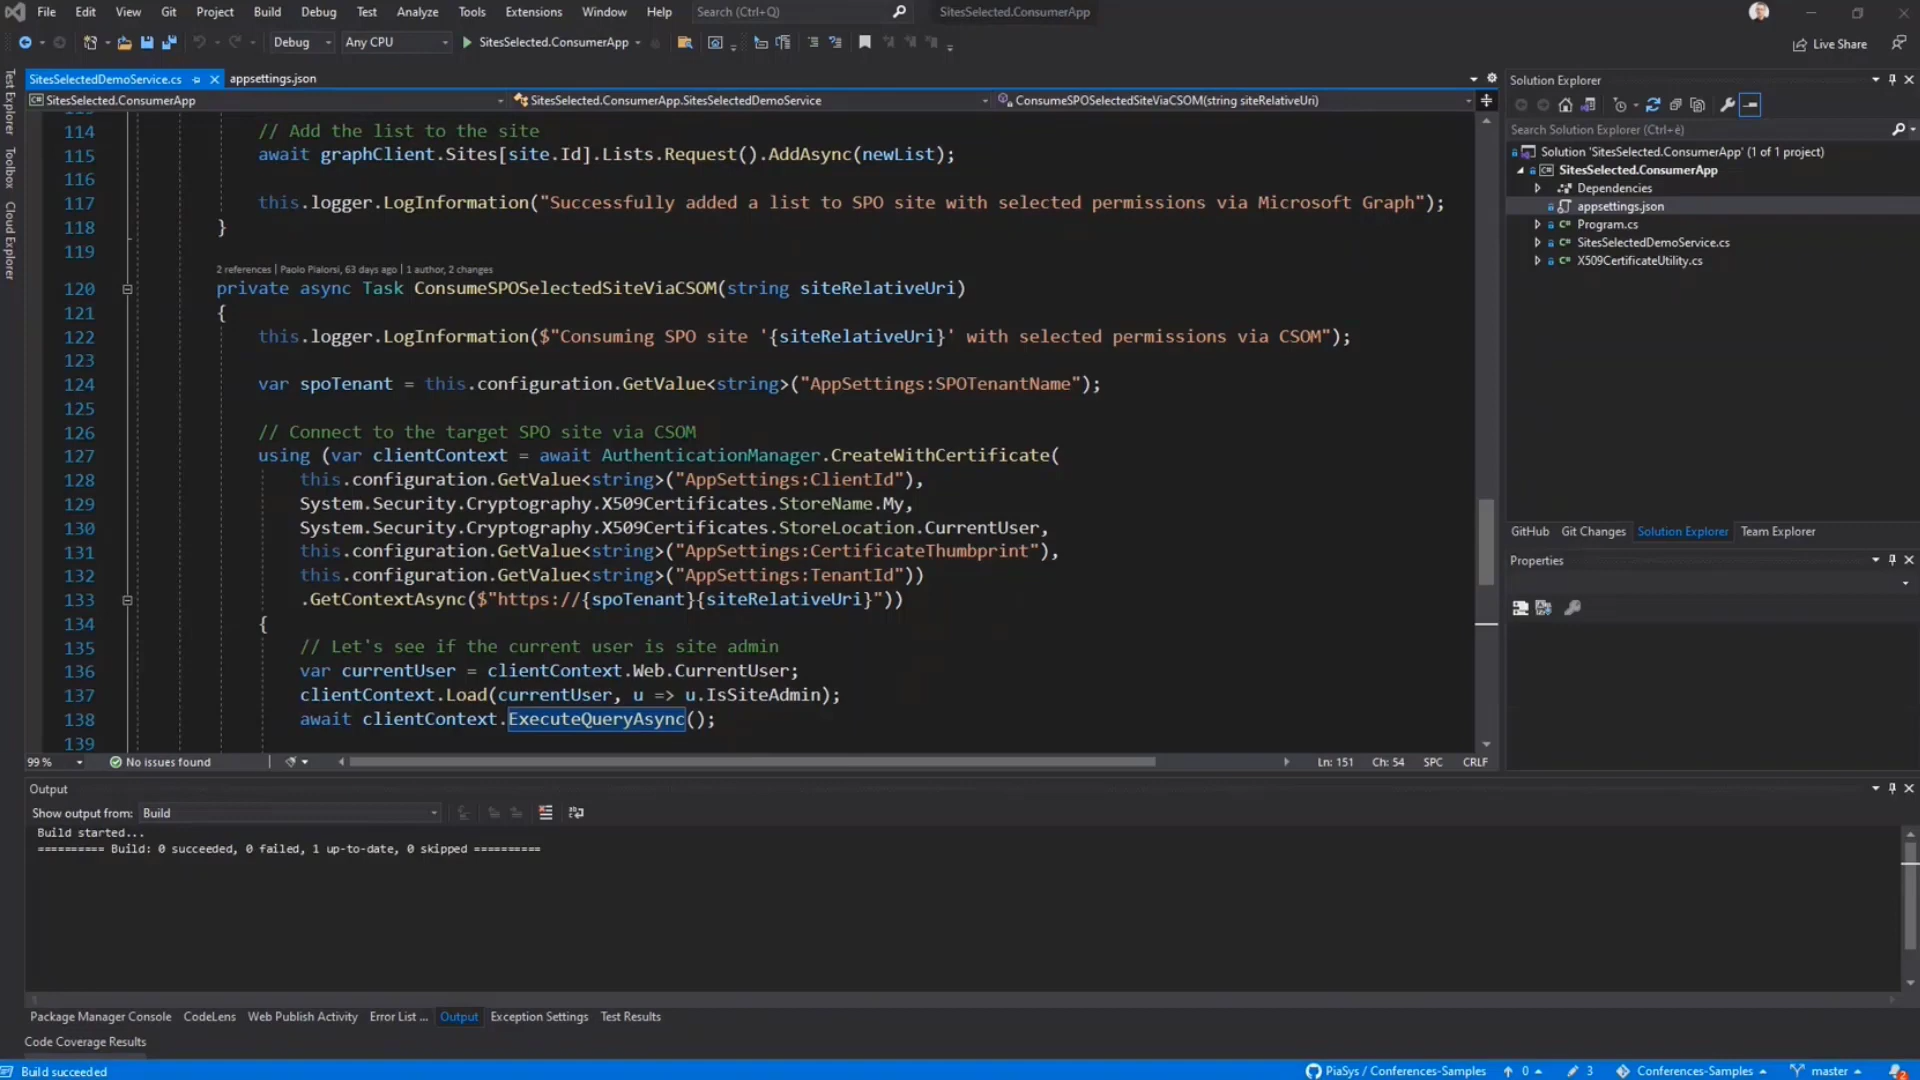 File Edit View Git Project Build Debug Test Analyze Tools Extensions Window Help Search (Ctrl+Q) SitesSelected.ConsumerApp
Debug Any CPU SitesSelected.ConsumerApp Live Share
Test Explorer
Toolbox
Cloud Explorer
SitesSelectedDemoService.cs appsettings.json
SitesSelected.ConsumerApp SitesSelected.ConsumerApp.SitesSelectedDemoService ConsumeSPOSelectedSiteViaCSOM(string siteRelativeUri)
114 // Add the list to the site
115 await graphClient.Sites[site.Id].Lists.Request().AddAsync(newList);
116
117 this.logger.LogInformation("Successfully added a list to SPO site with selected permissions via Microsoft Graph");
118 }
119
2 references | Paolo Pialorsi, 63 days ago | 1 author, 2 changes
120 private async Task ConsumeSPOSelectedSiteViaCSOM(string siteRelativeUri)
121 {
122 this.logger.LogInformation($"Consuming SPO site '{siteRelativeUri}' with selected permissions via CSOM");
123
124 var spoTenant = this.configuration.GetValue<string>("AppSettings:SPOTenantName");
125
126 // Connect to the target SPO site via CSOM
127 using (var clientContext = await AuthenticationManager.CreateWithCertificate(
128 this.configuration.GetValue<string>("AppSettings:ClientId"),
129 System.Security.Cryptography.X509Certificates.StoreName.My,
130 System.Security.Cryptography.X509Certificates.StoreLocation.CurrentUser,
131 this.configuration.GetValue<string>("AppSettings:CertificateThumbprint"),
132 this.configuration.GetValue<string>("AppSettings:TenantId"))
133 .GetContextAsync($"https://{spoTenant}{siteRelativeUri}"))
134 {
135 // Let's see if the current user is site admin
136 var currentUser = clientContext.Web.CurrentUser;
137 clientContext.Load(currentUser, u => u.IsSiteAdmin);
138 await clientContext.ExecuteQueryAsync();
139
99 % No issues found Ln: 151 Ch: 54 SPC CRLF
Solution Explorer
Search Solution Explorer (Ctrl+è)
Solution 'SitesSelected.ConsumerApp' (1 of 1 project)
SitesSelected.ConsumerApp
Dependencies
appsettings.json
Program.cs
SitesSelectedDemoService.cs
X509CertificateUtility.cs
GitHub Git Changes Solution Explorer Team Explorer
Properties
Output
Show output from: Build
Build started...
========== Build: 0 succeeded, 0 failed, 1 up-to-date, 0 skipped ==========
Package Manager Console CodeLens Web Publish Activity Error List ... Output Exception Settings Test Results
Code Coverage Results
Build succeeded PiaSys / Conferences-Samples 0 3 Conferences-Samples master